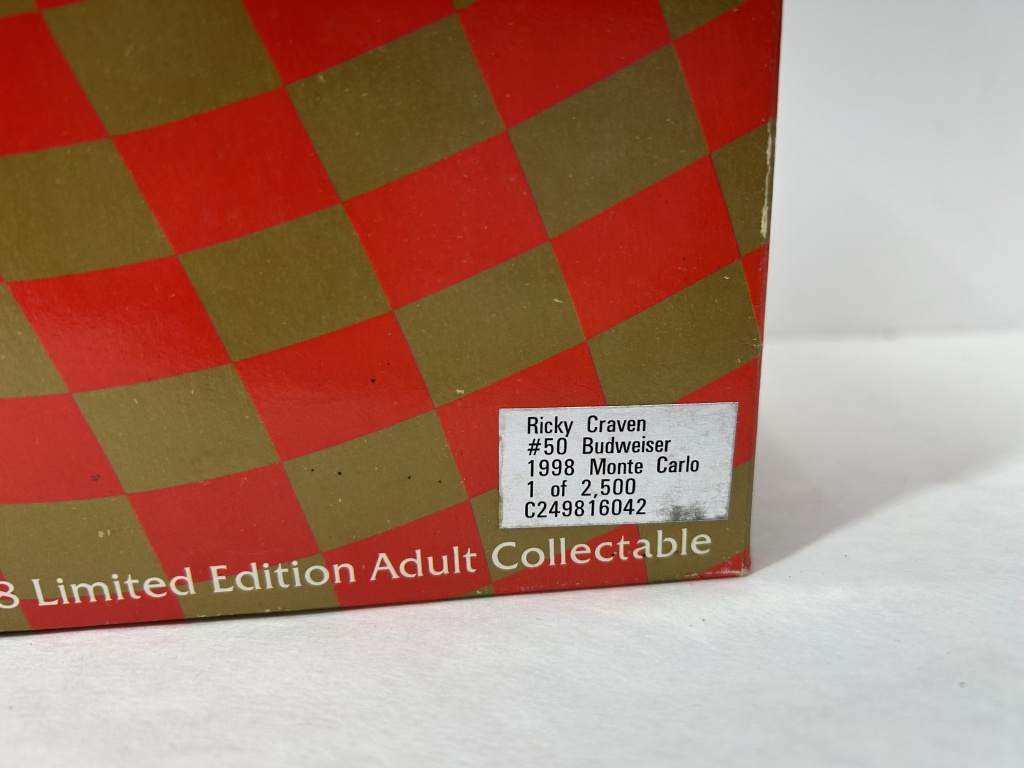 Ricky Craven
#50 Budweiser
1998 Monte Carlo
1 of 2,500
C249816042
8 Limited Edition Adult Collectable